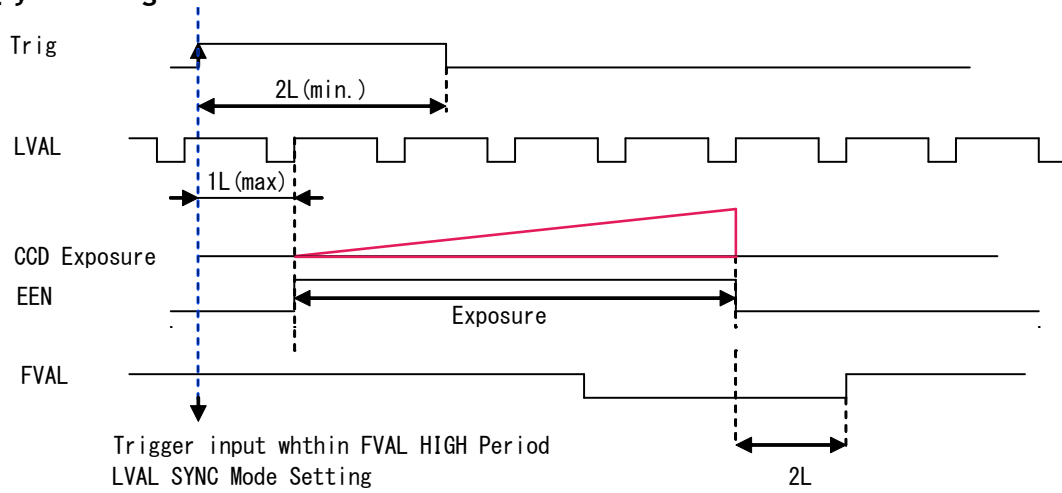 Trig
2L(min.)
LVAL
1L(max)
CCD Exposure
EEN
Exposure
FVAL
Trigger input whthin FVAL HIGH Period
LVAL SYNC Mode Setting
2L